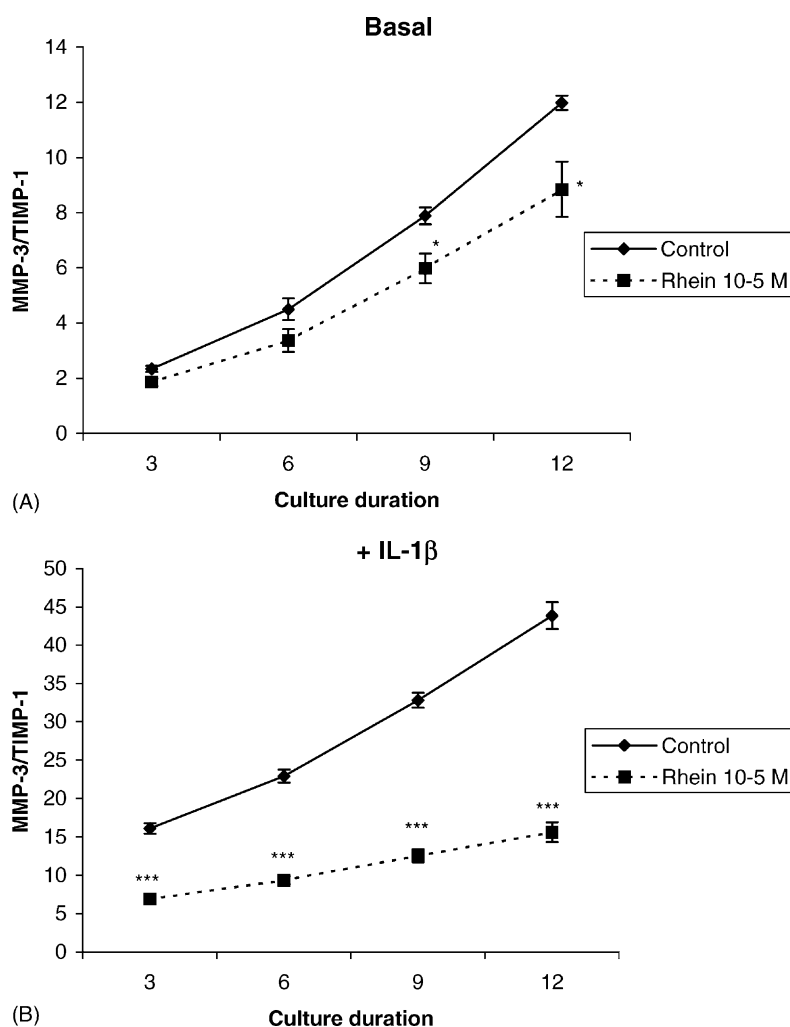 Basal
14
12
10
8
6
4
2
0
MMP-3/TIMP-1
*
*
Control
Rhein 10-5 M
3 6 9 12
Culture duration
(A)
+ IL-1β
50
45
40
35
30
25
20
15
10
5
0
MMP-3/TIMP-1
***
***
***
***
Control
Rhein 10-5 M
3 6 9 12
Culture duration
(B)